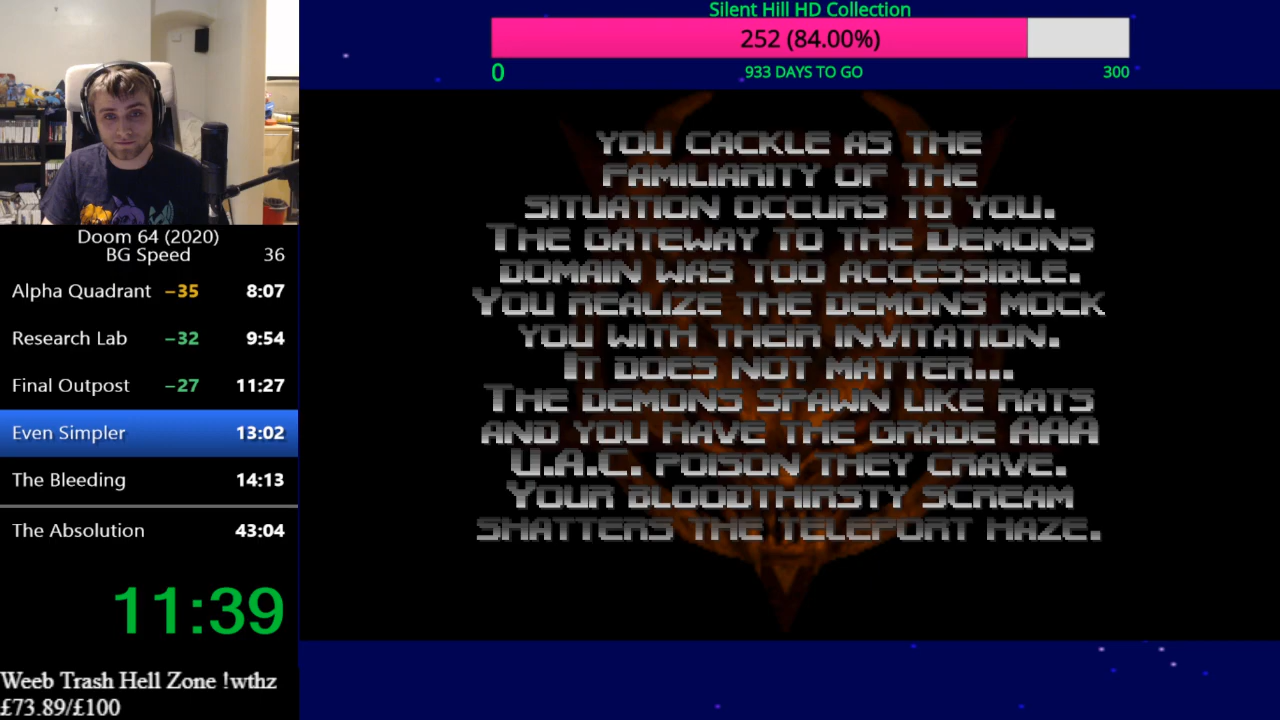 Silent Hill HD Collection
252 (84.00%)
0 933 DAYS TO GO 300
Doom 64 (2020)
BG Speed 36
Alpha Quadrant -35 8:07
Research Lab -32 9:54
Final Outpost -27 11:27
Even Simpler 13:02
The Bleeding 14:13
The Absolution 43:04
11:39
Weeb Trash Hell Zone !wthz
£73.89/£100
YOU CACKLE AS THE
FAMILIARITY OF THE
SITUATION OCCURS TO YOU.
THE GATEWAY TO THE DEMONS
DOMAIN WAS TOO ACCESSIBLE.
YOU REALIZE THE DEMONS MOCK
YOU WITH THEIR INVITATION.
IT DOES NOT MATTER...
THE DEMONS SPAWN LIKE RATS
AND YOU HAVE THE GRADE AAA
U.A.C. POISON THEY CRAVE.
YOUR BLOODTHIRSTY SCREAM
SHATTERS THE TELEPORT HAZE.